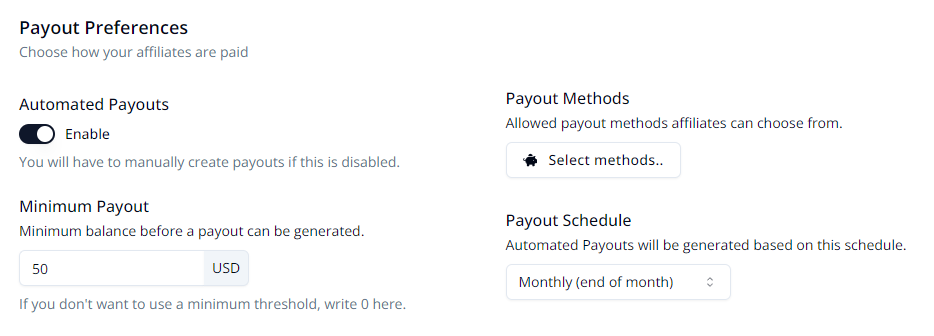 Payout Preferences
Choose how your affiliates are paid
Automated Payouts
Enable
You will have to manually create payouts if this is disabled.
Minimum Payout
Minimum balance before a payout can be generated.
50 USD
If you don't want to use a minimum threshold, write 0 here.
Payout Methods
Allowed payout methods affiliates can choose from.
Select methods..
Payout Schedule
Automated Payouts will be generated based on this schedule.
Monthly (end of month)